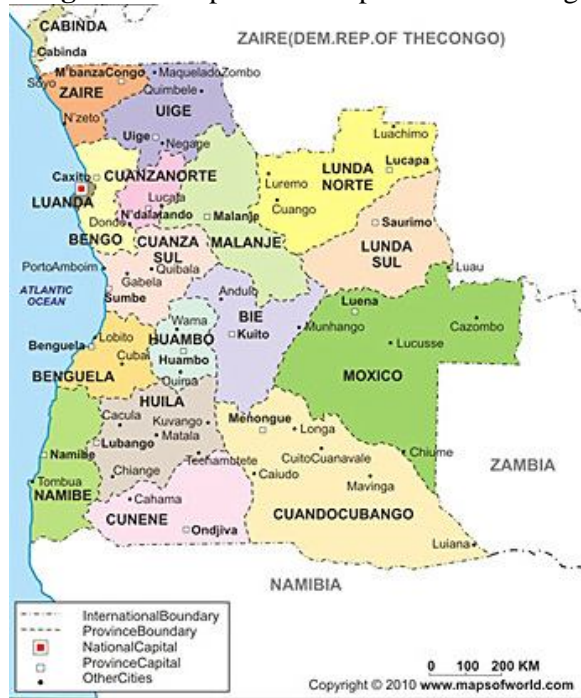 CABINDA
Cabinda
ZAIRE(DEM.REP.OF THECONGO)
M'banzaCongo
MaqueladoZombo
Soyo
Quimbele
ZAIRE
UIGE
N'zeto
Uige
Negage
Luachimo
Caxito
CUANZANORTE
LUNDA
NORTE
Lucapa
Luremo
Lucala
LUANDA
N'dalatando
Malanje
Cuango
Saurimo
Dondo
BENGO
CUANZA
SUL
MALANJE
LUNDA
SUL
PortoAmboim
Quibala
Gabela
Luau
ATLANTIC
OCEAN
Sumbe
Andulo
Luena
BIE
Cazombo
Wama
Munhango
Lobito
HUAMBO
Kuito
Benguela
Lucusse
Cubal
Huambo
BENGUELA
MOXICO
HUILA
Cacula
Kuvango
Menongue
Longa
Lubango
Matala
Namibe
CuitoCuanavale
Chiume
ZAMBIA
Chiange
Caiudo
Tombua
Mavinga
NAMIBE
Cahama
CUNENE
CUANDOCUBANGO
Ondjiva
Luiana
NAMIBIA
InternationalBoundary
ProvinceBoundary
NationalCapital
ProvinceCapital
OtherCities
0 100 200 KM
Copyright © 2010 www.mapsofworld.com